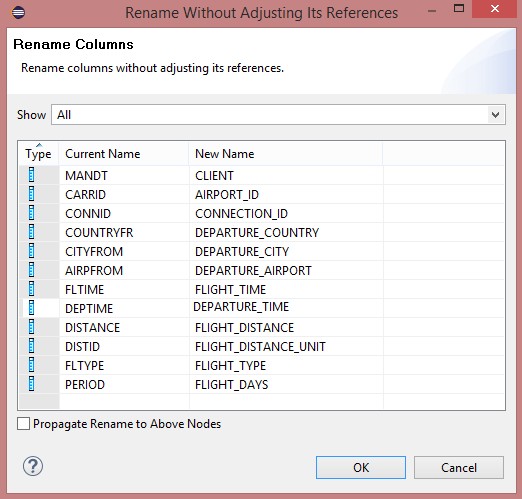 Rename Without Adjusting Its References
Rename Columns
Rename columns without adjusting its references.
Show All
Type Current Name New Name
MANDT CLIENT
CARRID AIRPORT_ID
CONNID CONNECTION_ID
COUNTRYFR DEPARTURE_COUNTRY
CITYFROM DEPARTURE_CITY
AIRPFROM DEPARTURE_AIRPORT
FLTIME FLIGHT_TIME
DEPTIME DEPARTURE_TIME
DISTANCE FLIGHT_DISTANCE
DISTID FLIGHT_DISTANCE_UNIT
FLTYPE FLIGHT_TYPE
PERIOD FLIGHT_DAYS
Propagate Rename to Above Nodes
? OK Cancel